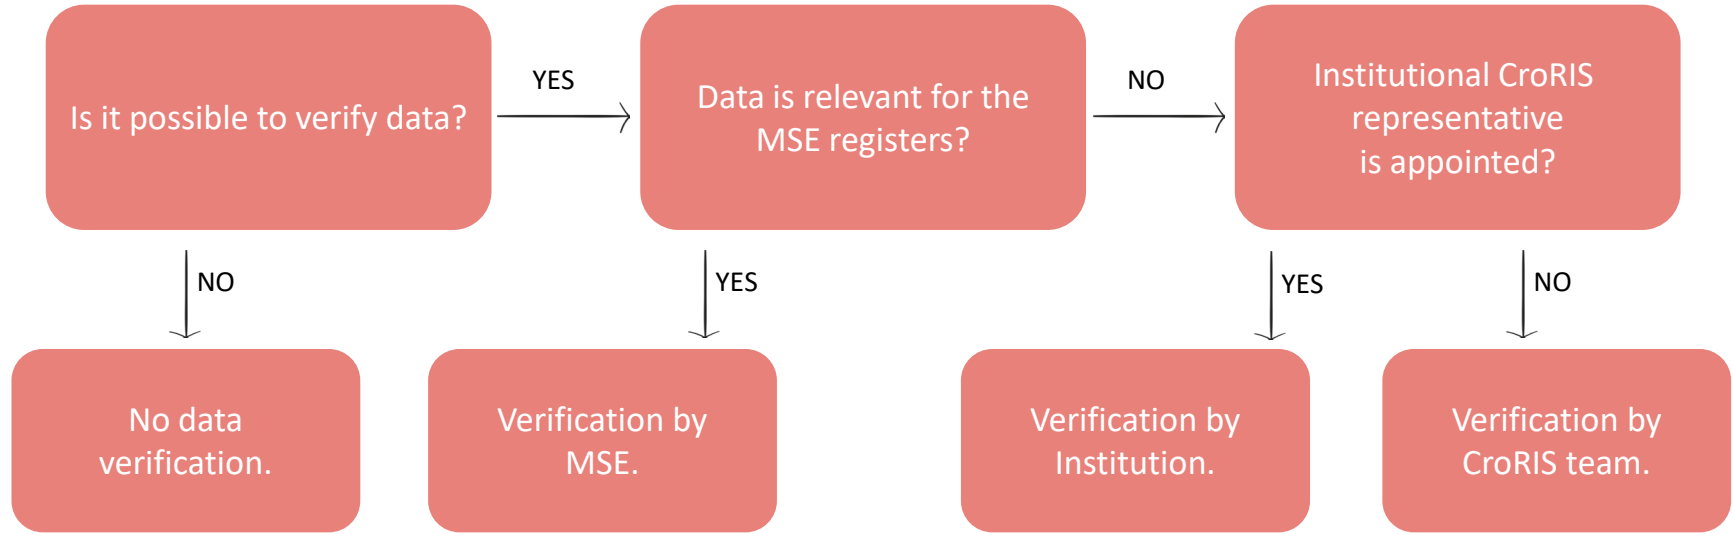 Is it possible to verify data?
YES
Data is relevant for the
MSE registers?
NO
Institutional CroRIS
representative
is appointed?
NO
YES
YES
NO
No data
verification.
Verification by
MSE.
Verification by
Institution.
Verification by
CroRIS team.